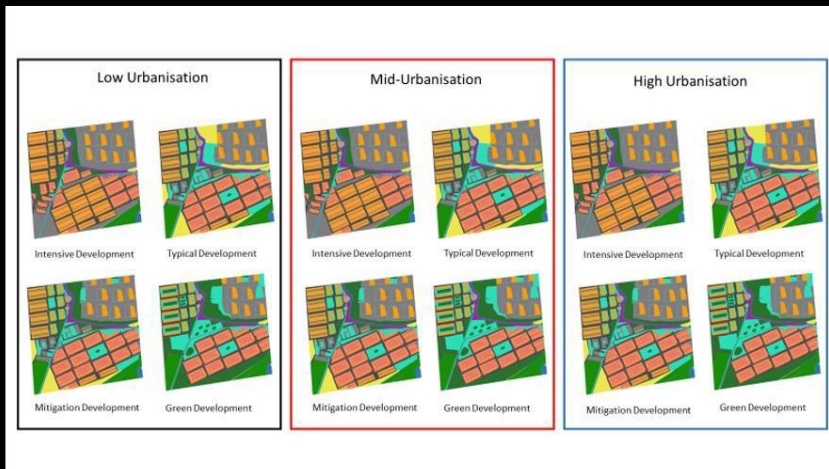 Low Urbanisation
Intensive Development
Typical Development
Mitigation Development
Green Development
Mid-Urbanisation
Intensive Development
Typical Development
Mitigation Development
Green Development
High Urbanisation
Intensive Development
Typical Development
Mitigation Development
Green Development